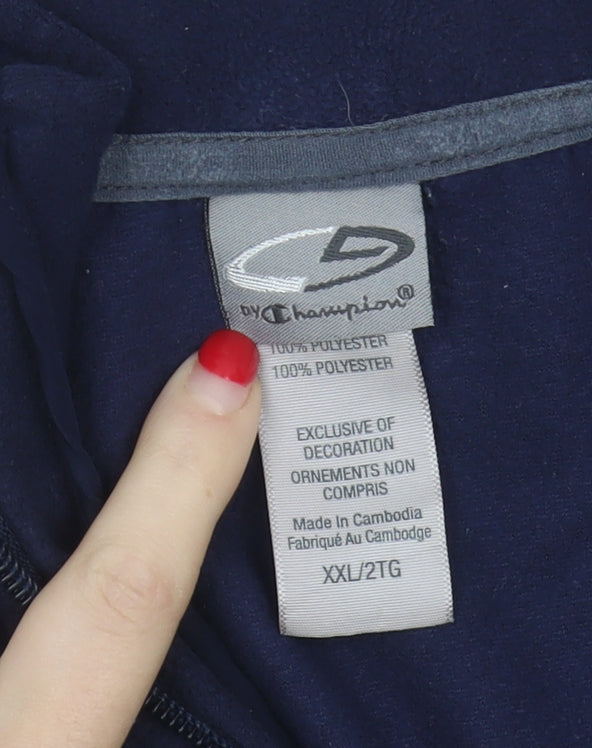 BY Champion®
100% POLYESTER
100% POLYESTER
EXCLUSIVE OF
DECORATION
ORNEMENTS NON
COMPRIS
Made In Cambodia
Fabriqué Au Cambodge
XXL/2TG